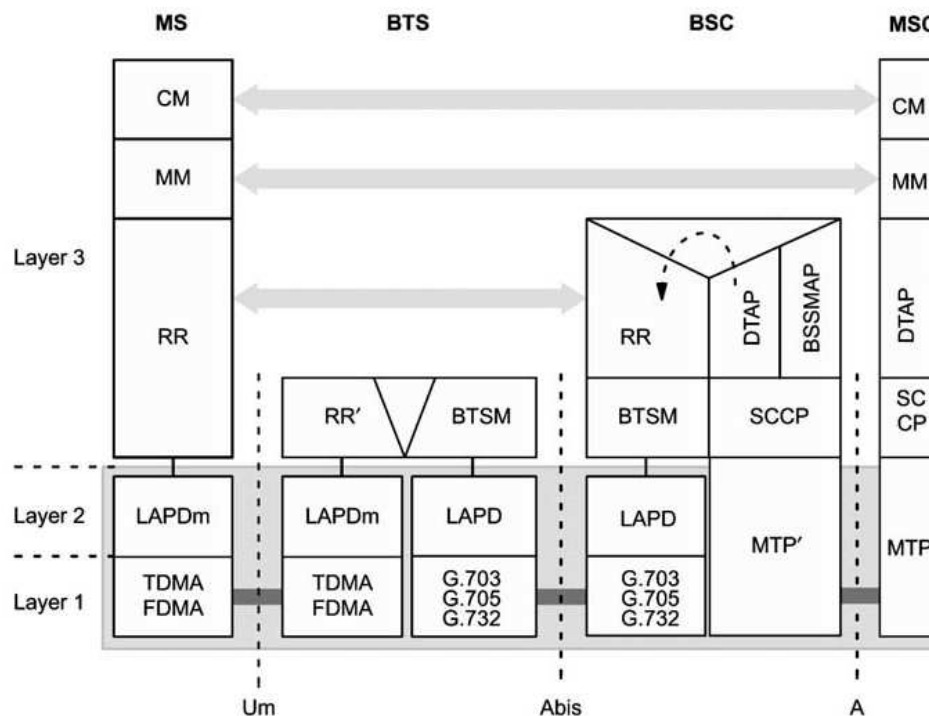 MS BTS BSC MSC
CM CM
MM MM
Layer 3
RR RR DTAP BSSMAP DTAP
RR′ BTSM BTSM SCCP SC
CP
Layer 2 LAPDm LAPDm LAPD LAPD MTP′ MTP
Layer 1 TDMA TDMA G.703 G.703
FDMA FDMA G.705 G.705
G.732 G.732
Um Abis A